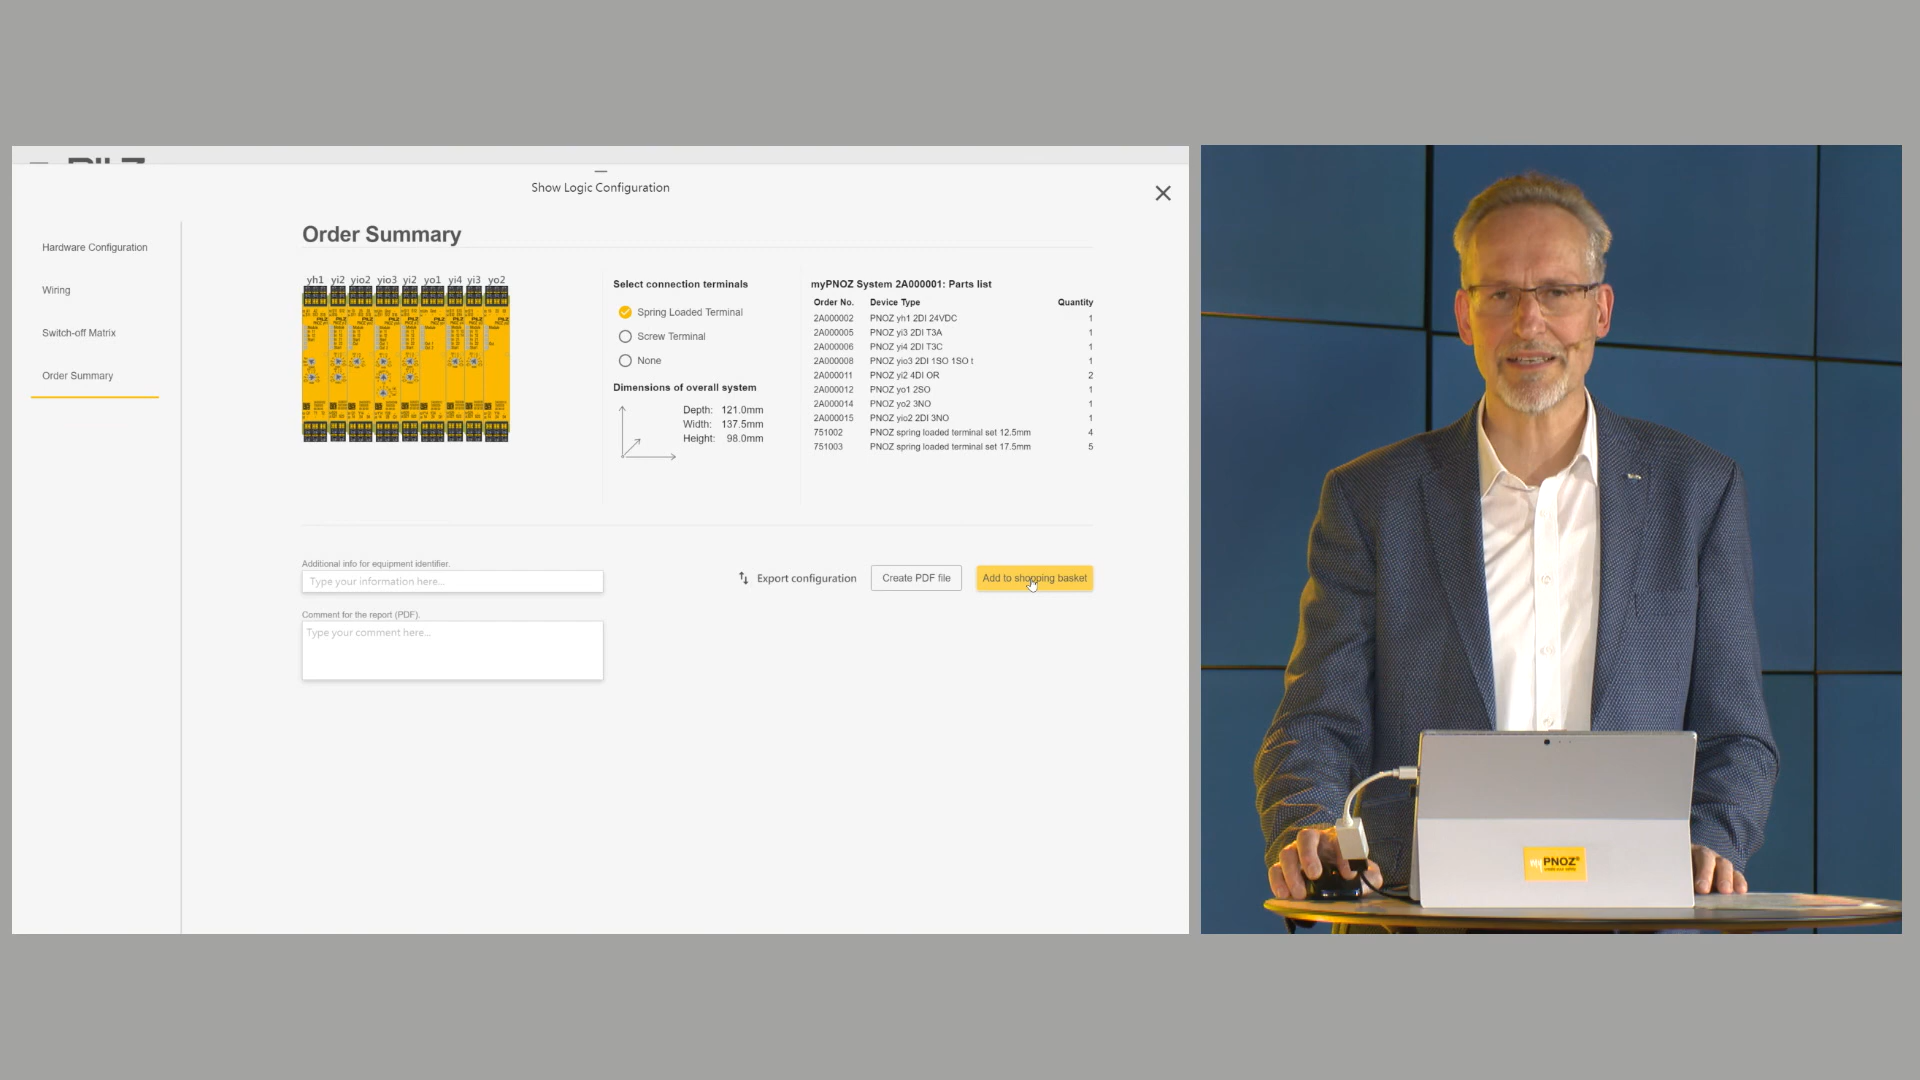 PILZ
Show Logic Configuration
Hardware Configuration
Wiring
Switch-off Matrix
Order Summary
Order Summary
yh1 yi2 yio2 yio3 yi2 yo1 yi4 yi3 yo2
Select connection terminals
Spring Loaded Terminal
Screw Terminal
None
Dimensions of overall system
Depth: 121.0mm
Width: 137.5mm
Height: 98.0mm
myPNOZ System 2A000001: Parts list
Order No. Device Type Quantity
2A000002 PNOZ yh1 2DI 24VDC 1
2A000005 PNOZ yi3 2DI T3A 1
2A000006 PNOZ yi4 2DI T3C 1
2A000008 PNOZ yio3 2DI 1SO 1SO t 1
2A000011 PNOZ yi2 4DI OR 2
2A000012 PNOZ yo1 2SO 1
2A000014 PNOZ yo2 3NO 1
2A000015 PNOZ yio2 2DI 3NO 1
751002 PNOZ spring loaded terminal set 12.5mm 4
751003 PNOZ spring loaded terminal set 17.5mm 5
Additional info for equipment identifier.
Type your information here...
Export configuration
Create PDF file
Add to shopping basket
Comment for the report (PDF).
Type your comment here...
my PNOZ®